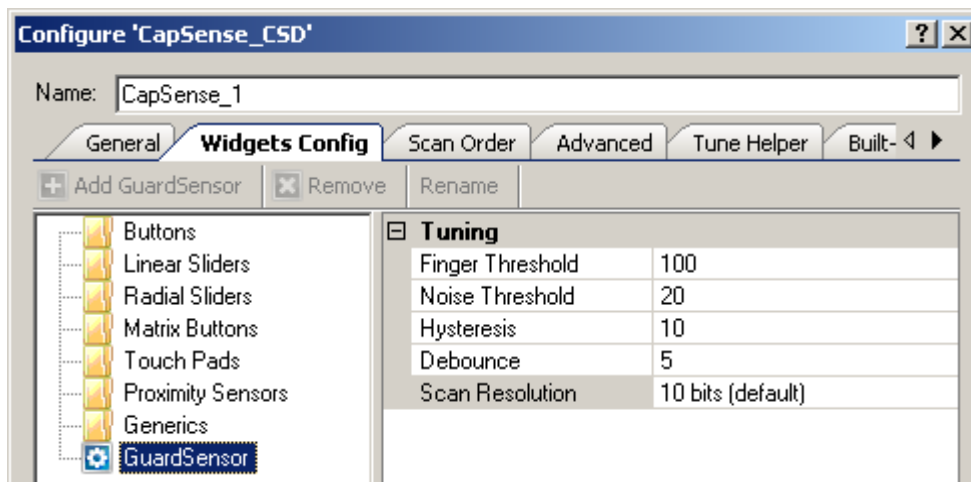 Configure 'CapSense_CSD'
Name: CapSense_1
General Widgets Config Scan Order Advanced Tune Helper Built-
Add GuardSensor Remove Rename
Buttons
Linear Sliders
Radial Sliders
Matrix Buttons
Touch Pads
Proximity Sensors
Generics
GuardSensor
Tuning
Finger Threshold 100
Noise Threshold 20
Hysteresis 10
Debounce 5
Scan Resolution 10 bits (default)